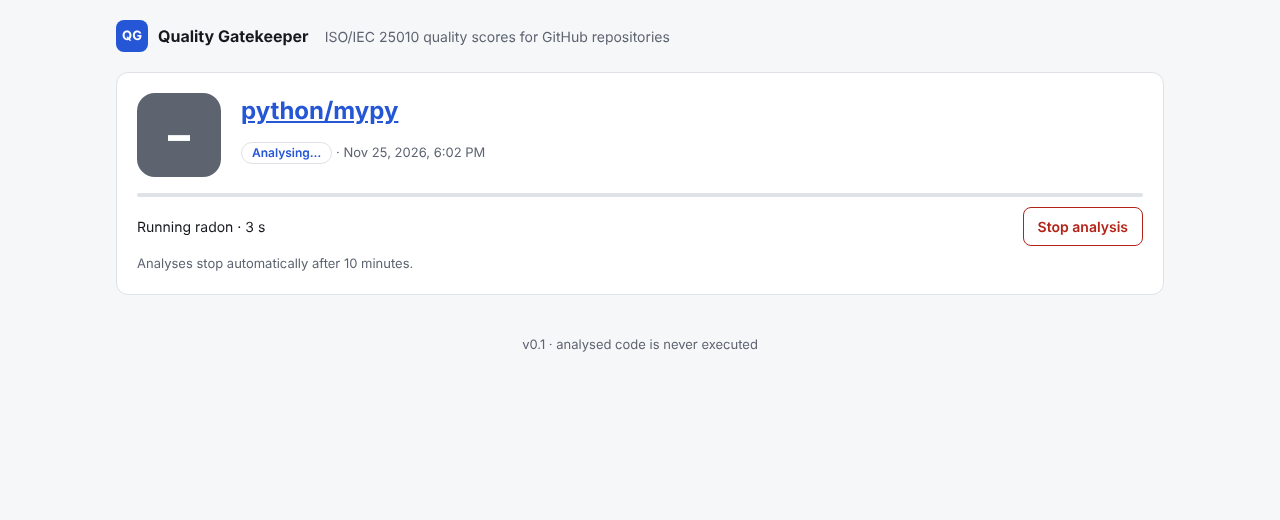 QG Quality Gatekeeper ISO/IEC 25010 quality scores for GitHub repositories
–
python/mypy
Analysing... · Nov 25, 2026, 6:02 PM
Running radon · 3 s
Stop analysis
Analyses stop automatically after 10 minutes.
v0.1 · analysed code is never executed